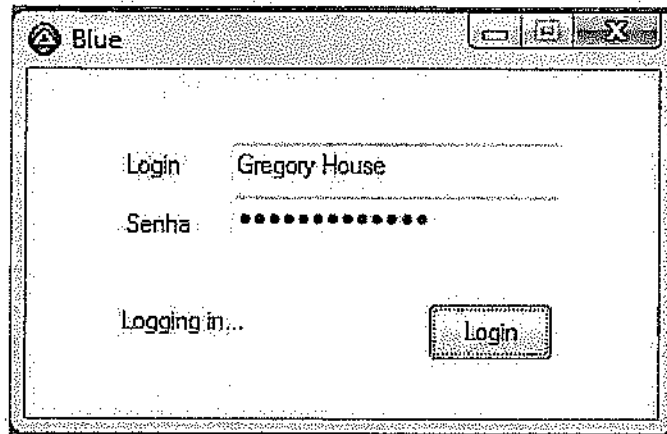 Blue
Login Gregory House
Senha •••••••••••••
Logging in...
Login